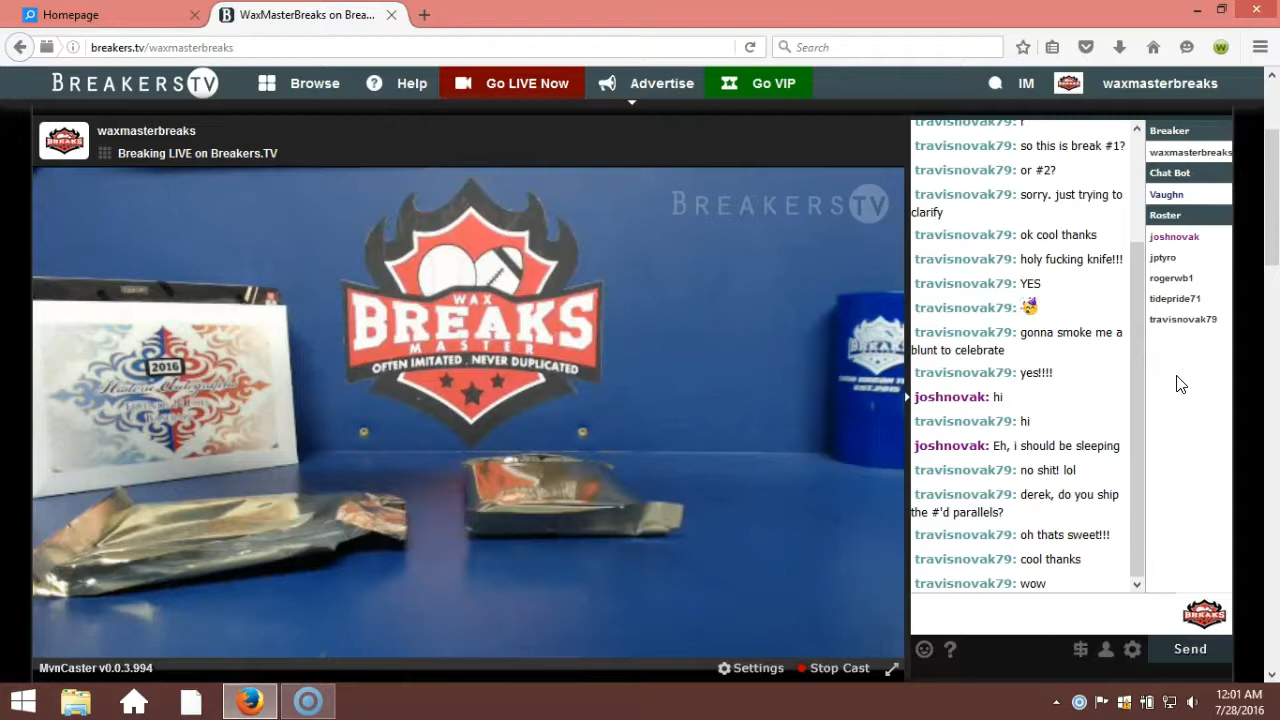 Homepage
WaxMasterBreaks on Brea...
breakers.tv/waxmasterbreaks
Search
BREAKERSTV
Browse
Help
Go LIVE Now
Advertise
Go VIP
IM
waxmasterbreaks
waxmasterbreaks
Breaking LIVE on Breakers.TV
BREAKERSTV
WAX
BREAKS
MASTER
OFTEN IMITATED, NEVER DUPLICATED
2016
BREAKS
travisnovak79: r
travisnovak79: so this is break #1?
travisnovak79: or #2?
travisnovak79: sorry. just trying to
clarify
travisnovak79: ok cool thanks
travisnovak79: holy fucking knife!!!
travisnovak79: YES
travisnovak79:
travisnovak79: gonna smoke me a
blunt to celebrate
travisnovak79: yes!!!!
joshnovak: hi
travisnovak79: hi
joshnovak: Eh, i should be sleeping
travisnovak79: no shit! lol
travisnovak79: derek, do you ship
the #'d parallels?
travisnovak79: oh thats sweet!!!
travisnovak79: cool thanks
travisnovak79: wow
Breaker
waxmasterbreaks
Chat Bot
Vaughn
Roster
joshnovak
jptyro
rogerwb1
tidepride71
travisnovak79
BREAKS
MvnCaster v0.0.3.994
Settings
Stop Cast
Send
12:01 AM
7/28/2016